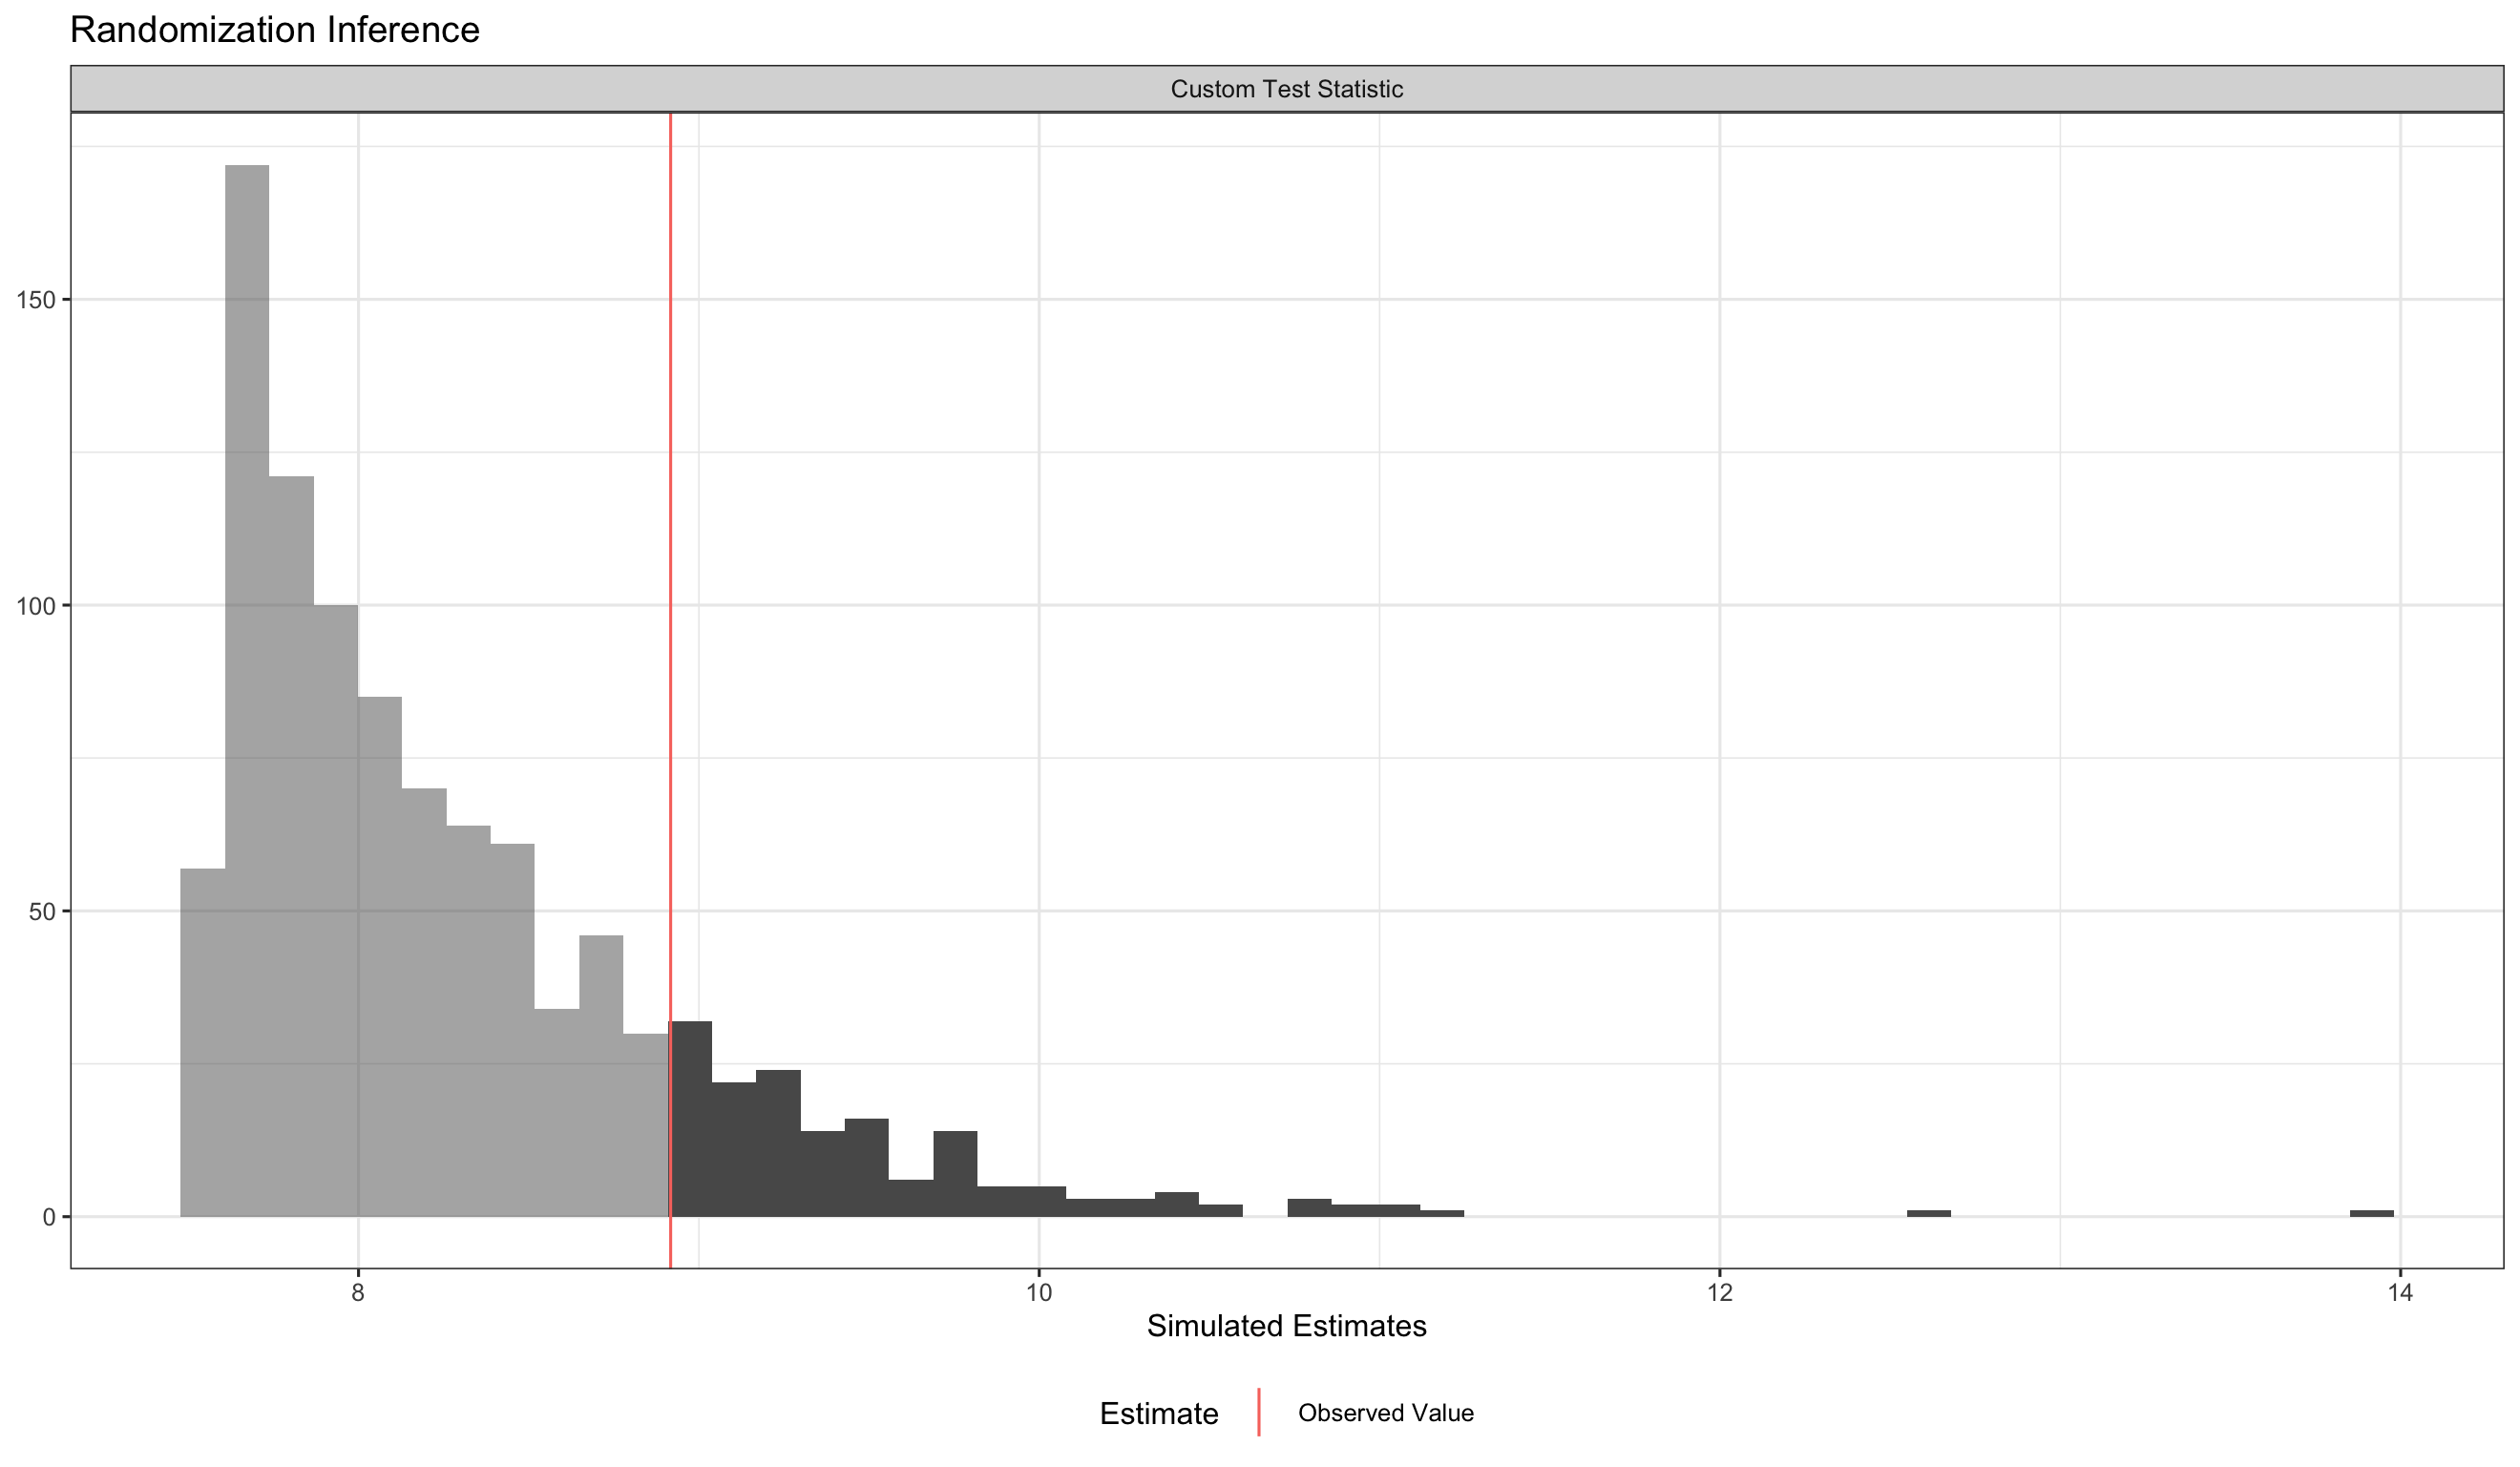 Randomization Inference
Custom Test Statistic
150
100
50
0
8 10 12 14
Simulated Estimates
Estimate Observed Value